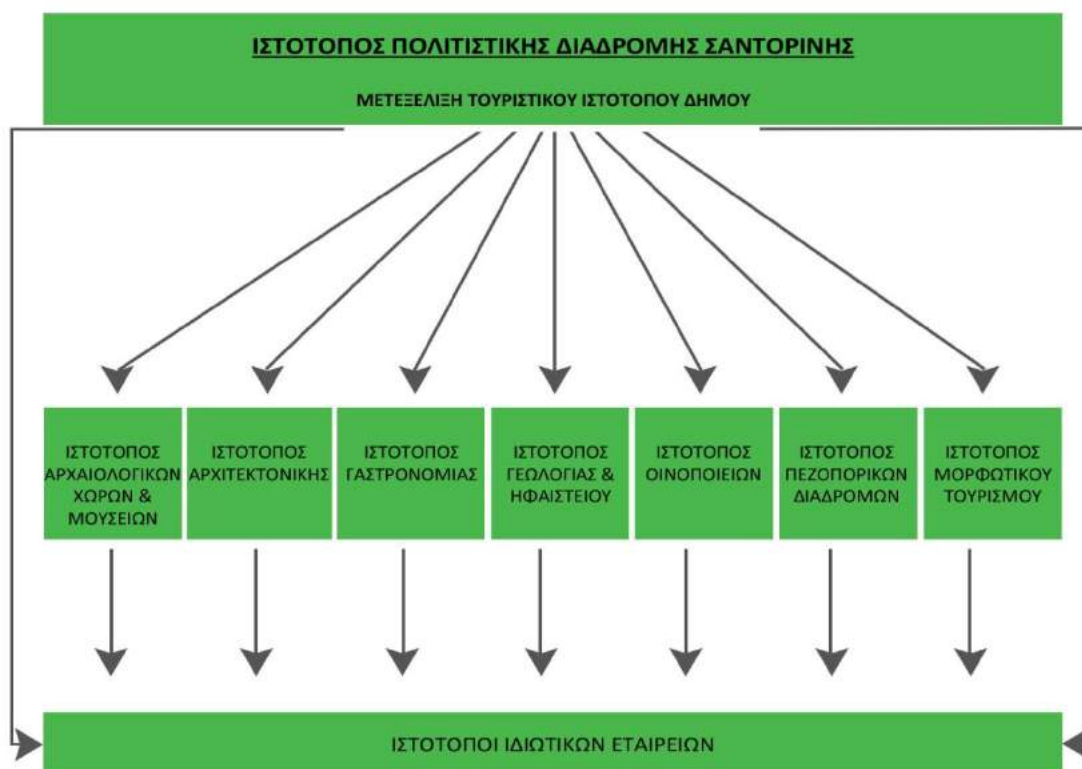 ΙΣΤΟΤΟΠΟΣ ΠΟΛΙΤΙΣΤΙΚΗΣ ΔΙΑΔΡΟΜΗΣ ΣΑΝΤΟΡΙΝΗΣ
ΜΕΤΕΞΕΛΙΞΗ ΤΟΥΡΙΣΤΙΚΟΥ ΙΣΤΟΤΟΠΟΥ ΔΗΜΟΥ
ΙΣΤΟΤΟΠΟΣ
ΑΡΧΑΙΟΛΟΓΙΚΩΝ
ΧΩΡΩΝ &
ΜΟΥΣΕΙΩΝ
ΙΣΤΟΤΟΠΟΣ
ΑΡΧΙΤΕΚΤΟΝΙΚΗΣ
ΙΣΤΟΤΟΠΟΣ
ΓΑΣΤΡΟΝΟΜΙΑΣ
ΙΣΤΟΤΟΠΟΣ
ΓΕΩΛΟΓΙΑΣ &
ΗΦΑΙΣΤΕΙΟΥ
ΙΣΤΟΤΟΠΟΣ
ΟΙΝΟΠΟΙΕΙΩΝ
ΙΣΤΟΤΟΠΟΣ
ΠΕΖΟΠΟΡΙΚΩΝ
ΔΙΑΔΡΟΜΩΝ
ΙΣΤΟΤΟΠΟΣ
ΜΟΡΦΩΤΙΚΟΥ
ΤΟΥΡΙΣΜΟΥ
ΙΣΤΟΤΟΠΟΙ ΙΔΙΩΤΙΚΩΝ ΕΤΑΙΡΕΙΩΝ